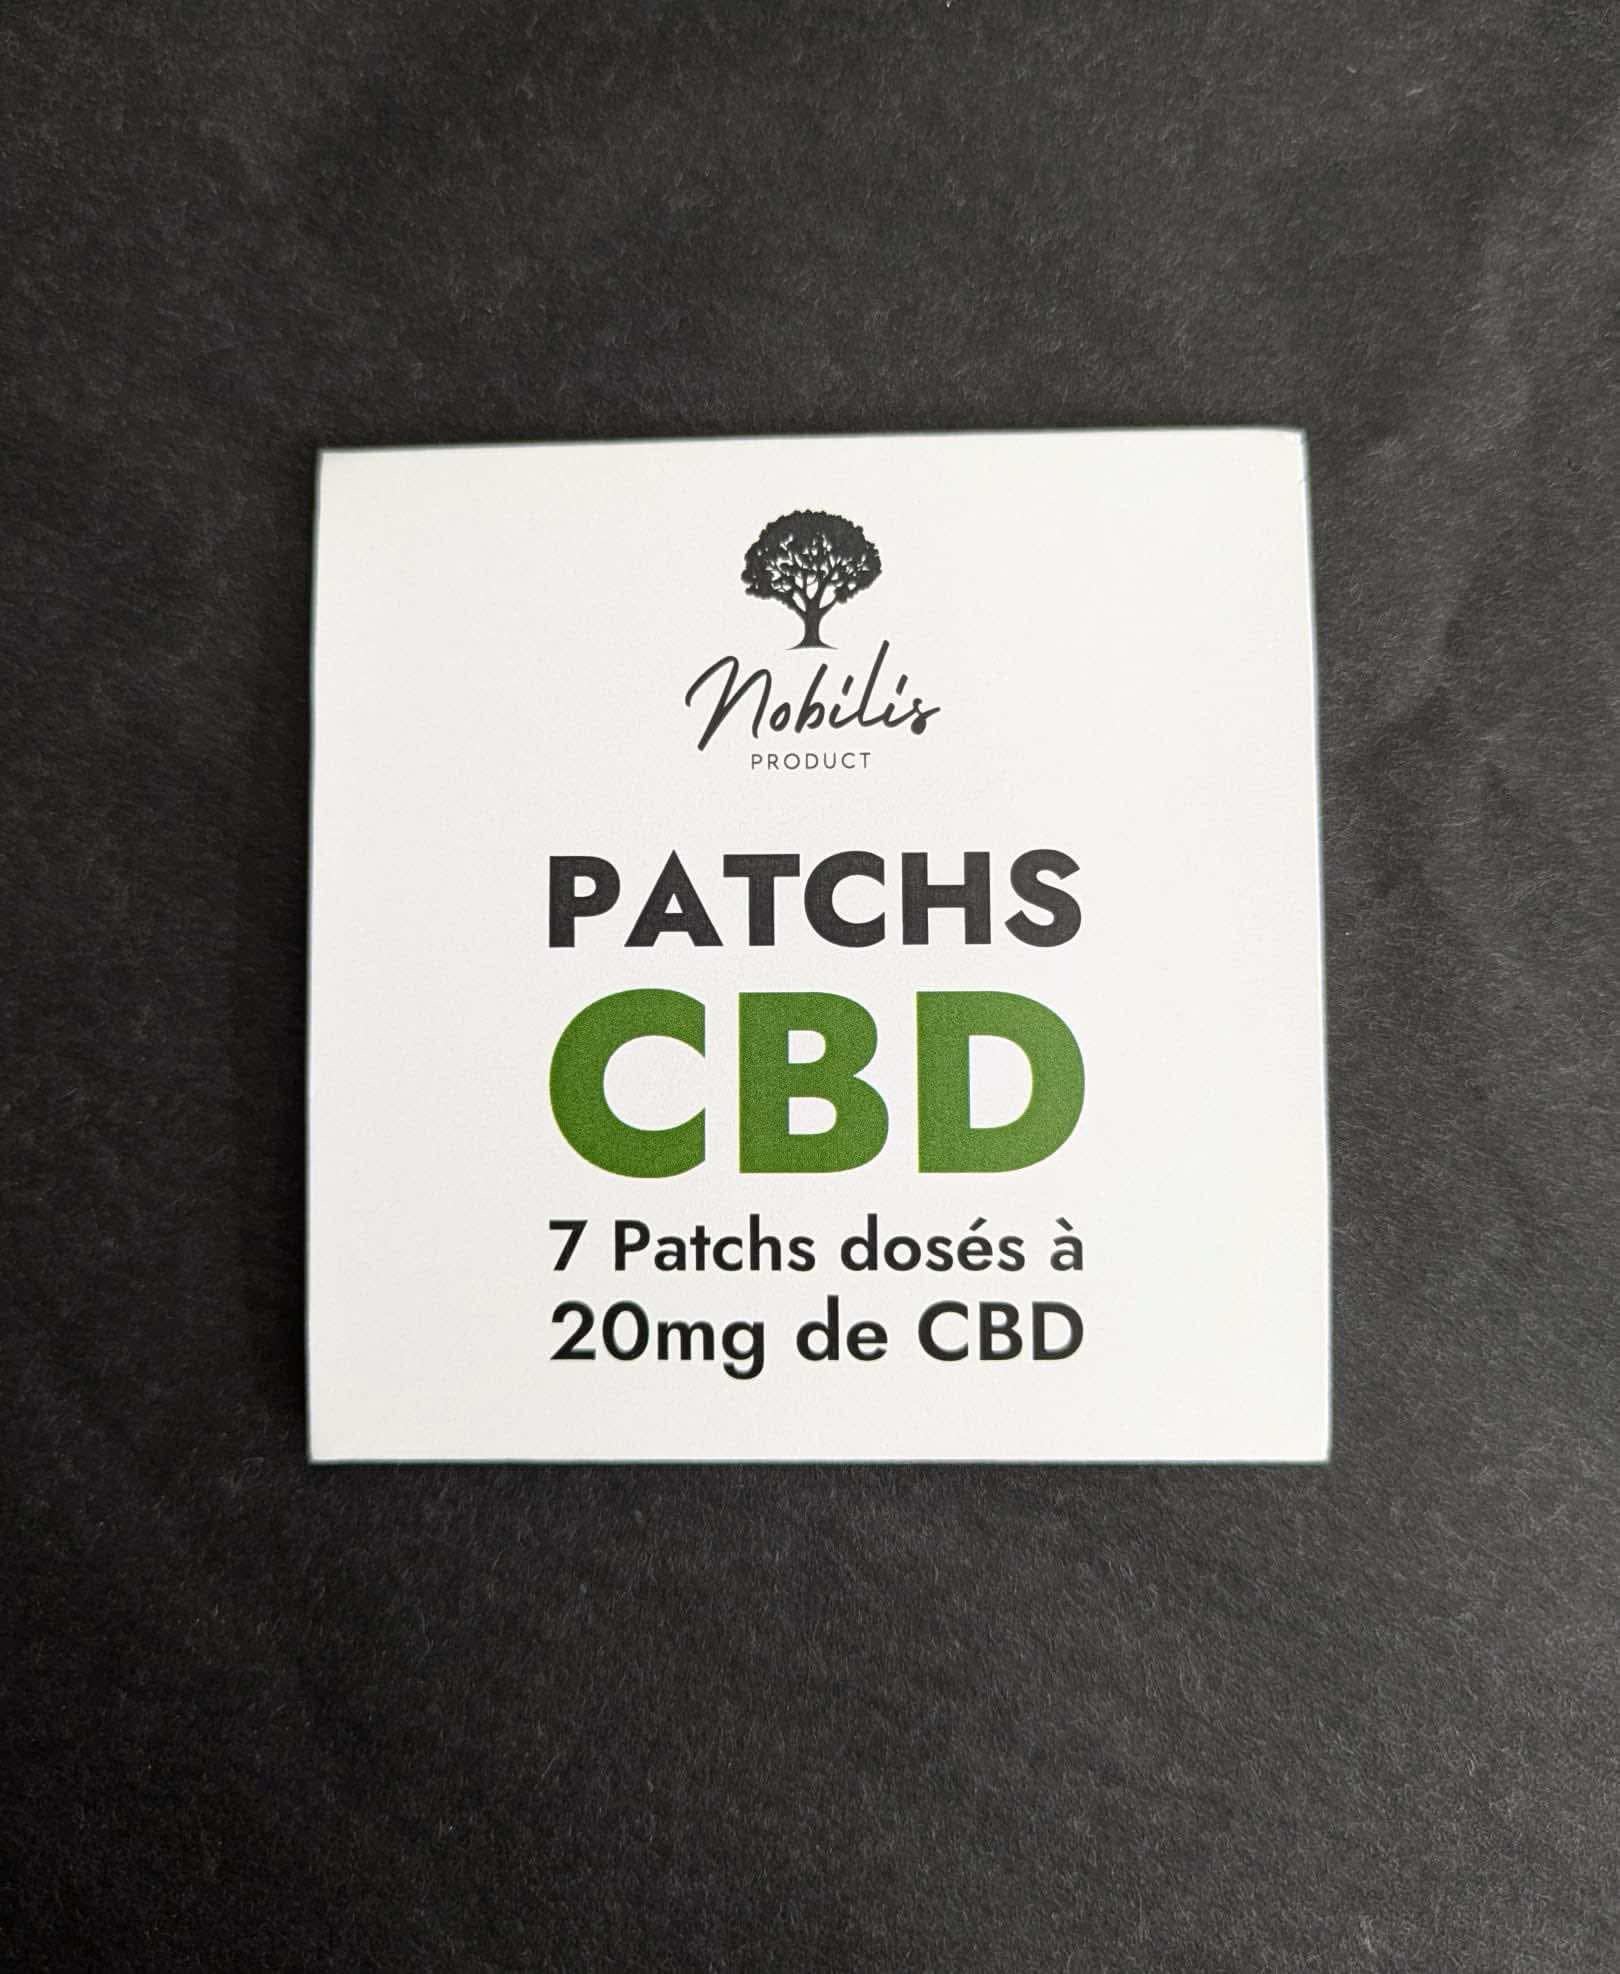 Nobilis
PRODUCT
PATCHS
CBD
7 Patchs dosés à
20mg de CBD